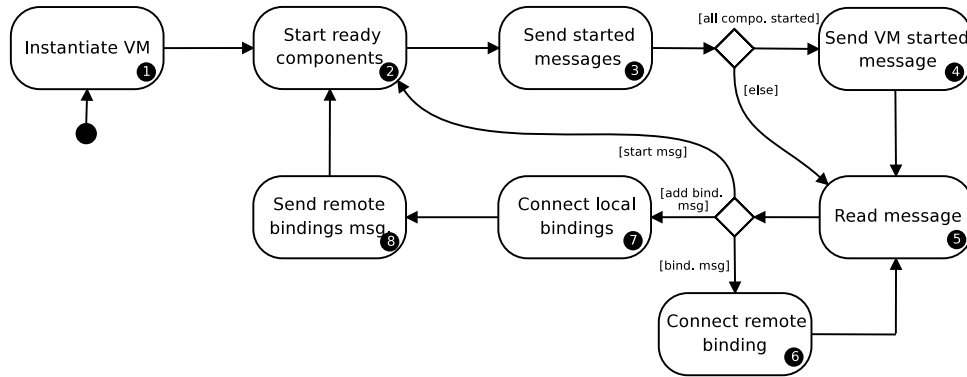 Instantiate VM
1
Start ready
components
2
Send started
messages
3
[all compo. started]
Send VM started
message
4
[else]
[start msg]
Send remote
bindings msg.
8
Connect local
bindings
7
[add bind.
msg]
Read message
5
[bind. msg]
Connect remote
binding
6